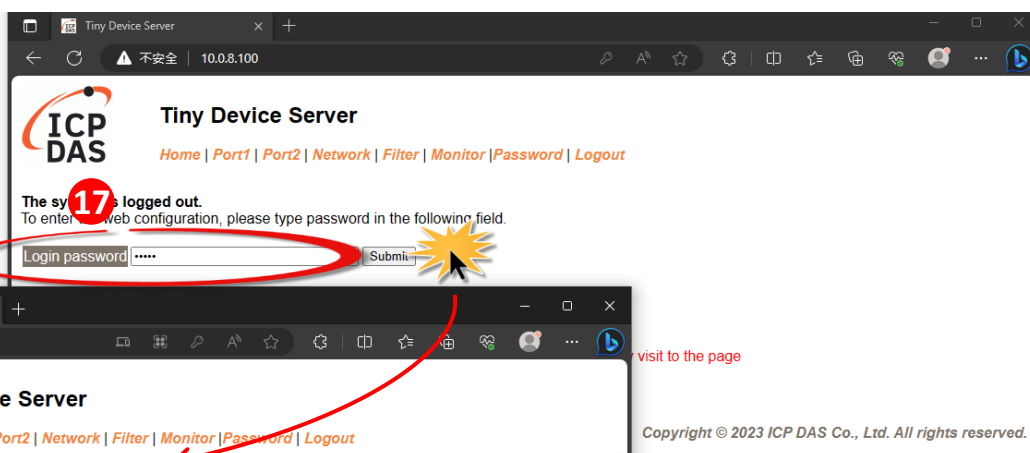 Tiny Device Server
不安全 10.0.8.100
ICP
DAS
Tiny Device Server
Home | Port1 | Port2 | Network | Filter | Monitor |Password | Logout
17
The logged out.
To enter web configuration, please type password in the following field.
Login password ••••• Submit
visit to the page
Server
Port2 | Network | Filter | Monitor |Password | Logout
Copyright © 2023 ICP DAS Co., Ltd. All rights reserved.